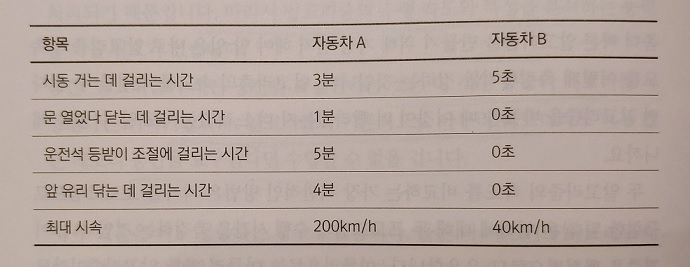 항목 자동차 A 자동차 B
시동 거는 데 걸리는 시간 3분 5초
문 열었다 닫는 데 걸리는 시간 1분 0초
운전석 등받이 조절에 걸리는 시간 5분 0초
앞 유리 닦는 데 걸리는 시간 4분 0초
최대 시속 200km/h 40km/h